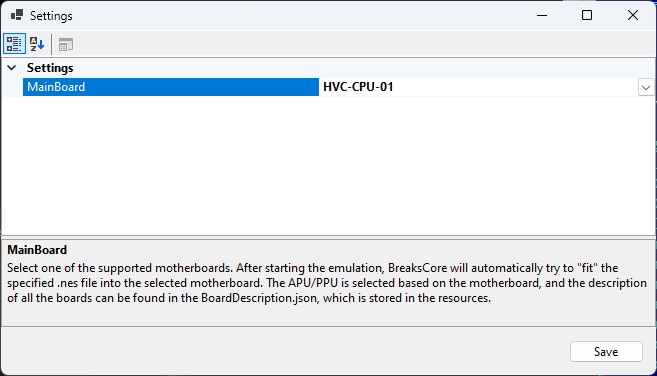 Settings
A
Z
Settings
MainBoard HVC-CPU-01
MainBoard
Select one of the supported motherboards. After starting the emulation, BreaksCore will automatically try to "fit" the
specified .nes file into the selected motherboard. The APU/PPU is selected based on the motherboard, and the description
of all the boards can be found in the BoardDescription.json, which is stored in the resources.
Save